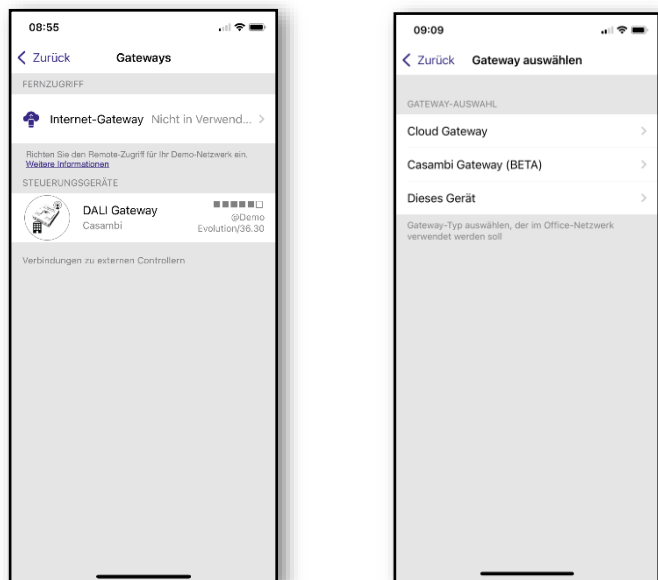 08:55
Zurück Gateways
FERNZUGRIFF
Internet-Gateway Nicht in Verwend...
Richten Sie den Remote-Zugriff für Ihr Demo-Netzwerk ein.
Weitere Informationen
STEUERUNGSGERÄTE
DALI Gateway
Casambi
@Demo
Evolution/36.30
Verbindungen zu externen Controllern
09:09
Zurück Gateway auswählen
GATEWAY-AUSWAHL
Cloud Gateway
Casambi Gateway (BETA)
Dieses Gerät
Gateway-Typ auswählen, der im Office-Netzwerk
verwendet werden soll